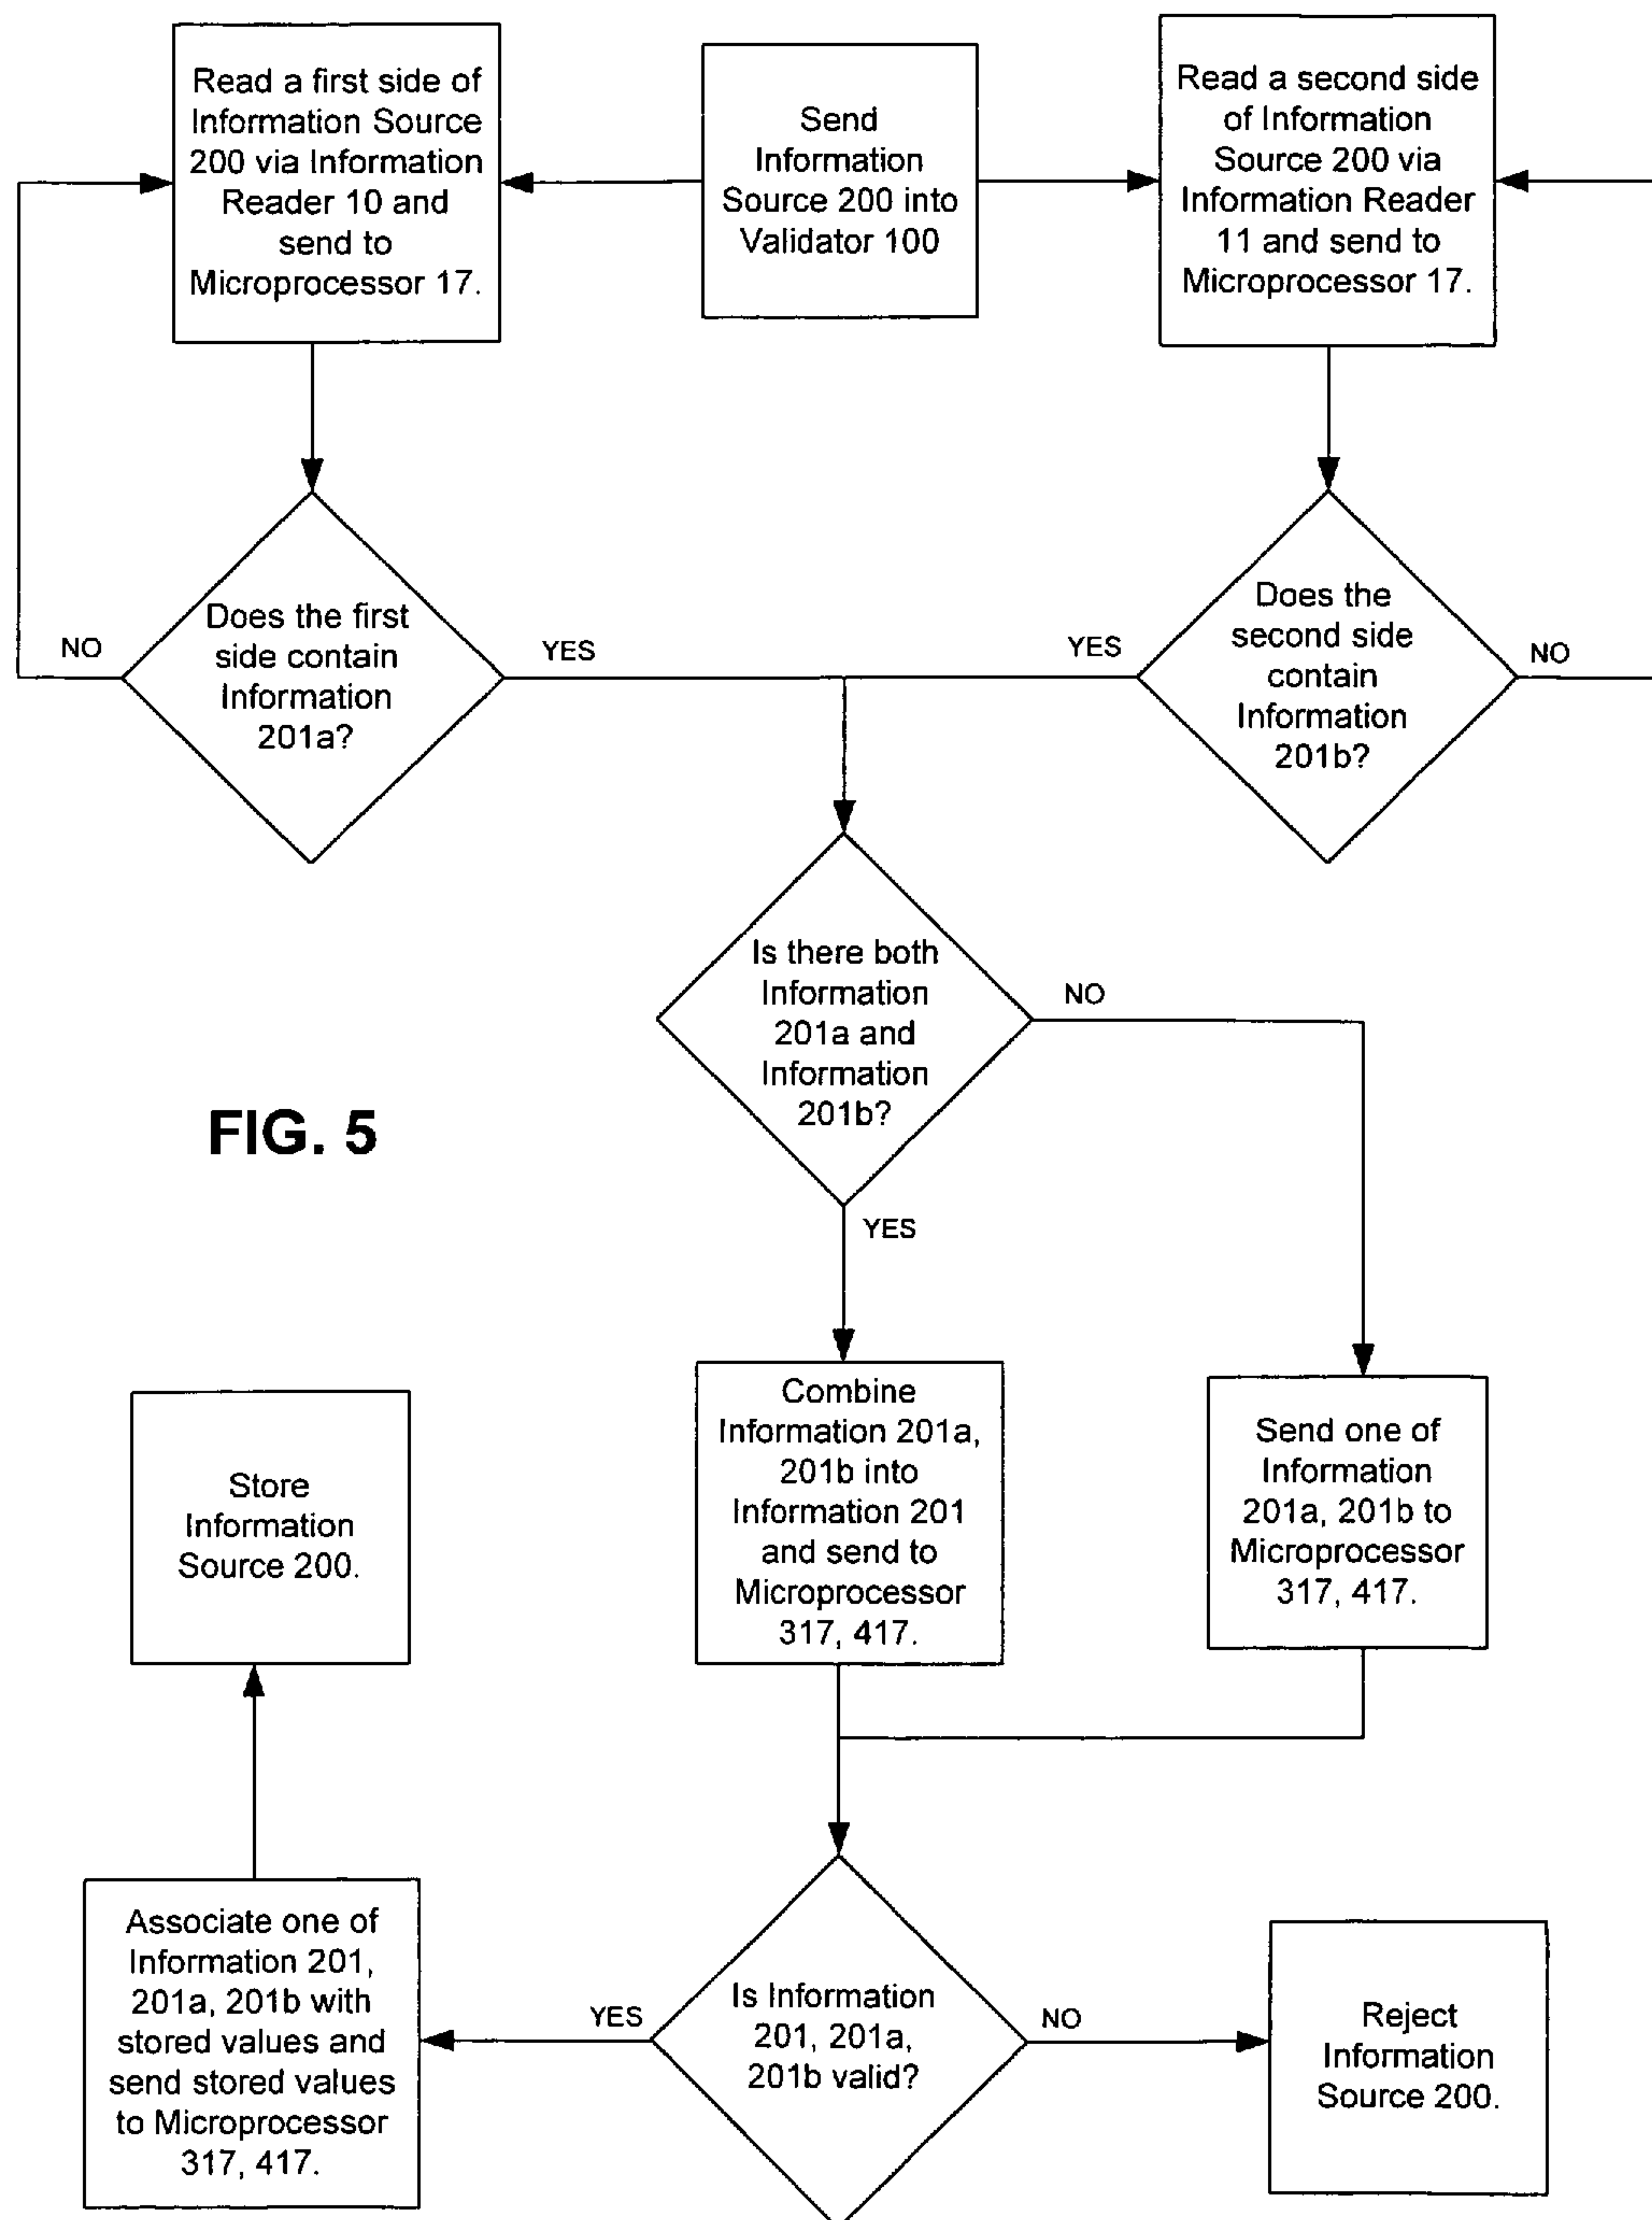 Read a first side of
Information Source
200 via Information
Reader 10 and
send to
Microprocessor 17.
Send
Information
Source 200 into
Validator 100
Read a second side
of Information
Source 200 via
Information Reader
11 and send to
Microprocessor 17.
NO
Does the first
side contain
Information
201a?
YES
YES
Does the
second side
contain
Information
201b?
NO
Is there both
Information
201a and
Information
201b?
NO
FIG. 5
YES
Combine
Information 201a,
201b into
Information 201
and send to
Microprocessor
317, 417.
Send one of
Information
201a, 201b to
Microprocessor
317, 417.
Store
Information
Source 200.
Associate one of
Information 201,
201a, 201b with
stored values and
send stored values
to Microprocessor
317, 417.
YES
Is Information
201, 201a,
201b valid?
NO
Reject
Information
Source 200.